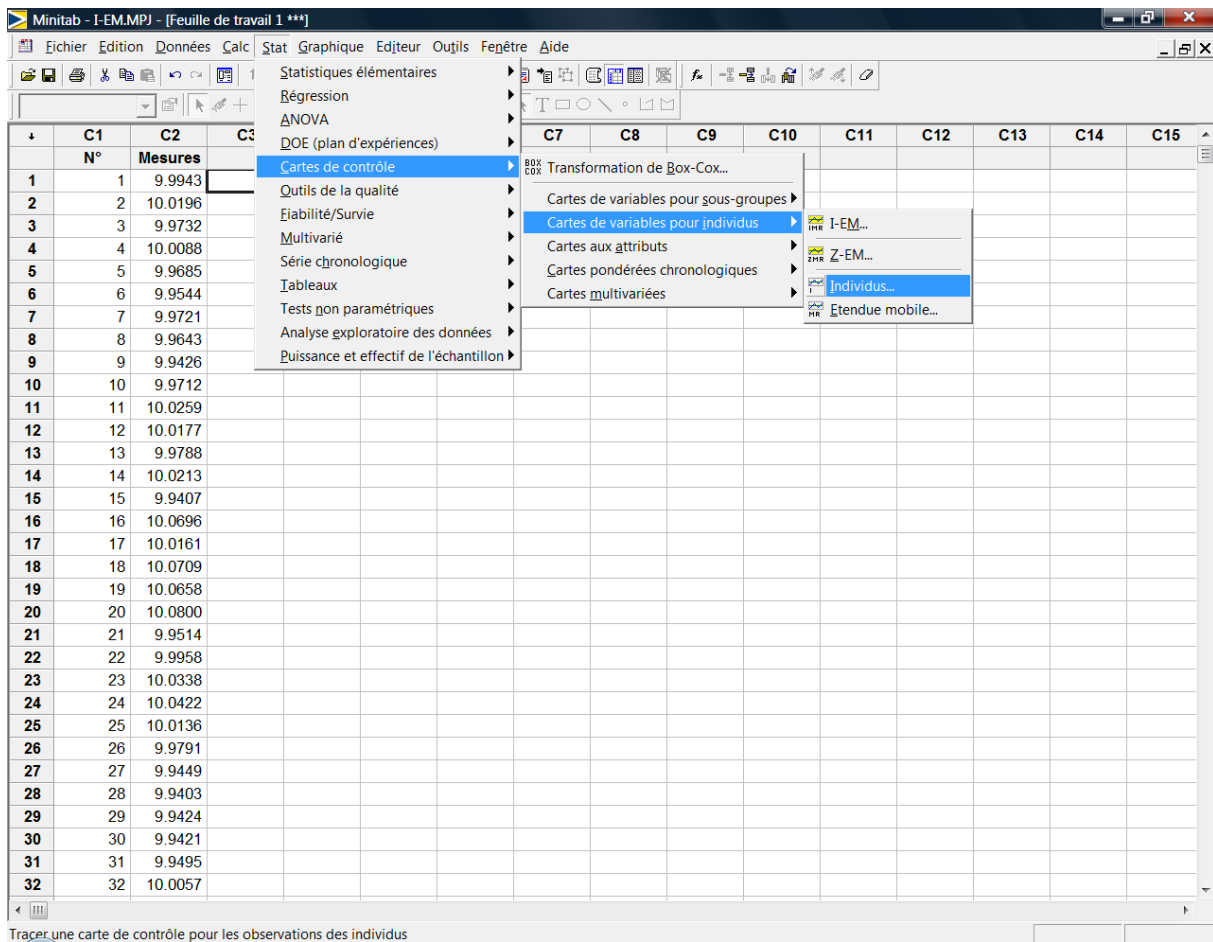 Minitab - I-EM.MPJ - [Feuille de travail 1 ***]
Fichier Edition Données Calc Stat Graphique Editeur Outils Fenêtre Aide
Statistiques élémentaires
Régression
ANOVA
DOE (plan d'expériences)
Cartes de contrôle
Outils de la qualité
Fiabilité/Survie
Multivarié
Série chronologique
Tableaux
Tests non paramétriques
Analyse exploratoire des données
Puissance et effectif de l'échantillon
BOX COX Transformation de Box-Cox...
Cartes de variables pour sous-groupes
Cartes de variables pour individus
Cartes aux attributs
Cartes pondérées chronologiques
Cartes multivariées
IMR I-EM...
ZMR Z-EM...
I Individus...
MR Etendue mobile...
C1 C2 C3 C7 C8 C9 C10 C11 C12 C13 C14 C15
N° Mesures
1 1 9.9943
2 2 10.0196
3 3 9.9732
4 4 10.0088
5 5 9.9685
6 6 9.9544
7 7 9.9721
8 8 9.9643
9 9 9.9426
10 10 9.9712
11 11 10.0259
12 12 10.0177
13 13 9.9788
14 14 10.0213
15 15 9.9407
16 16 10.0696
17 17 10.0161
18 18 10.0709
19 19 10.0658
20 20 10.0800
21 21 9.9514
22 22 9.9958
23 23 10.0338
24 24 10.0422
25 25 10.0136
26 26 9.9791
27 27 9.9449
28 28 9.9403
29 29 9.9424
30 30 9.9421
31 31 9.9495
32 32 10.0057
Tracer une carte de contrôle pour les observations des individus